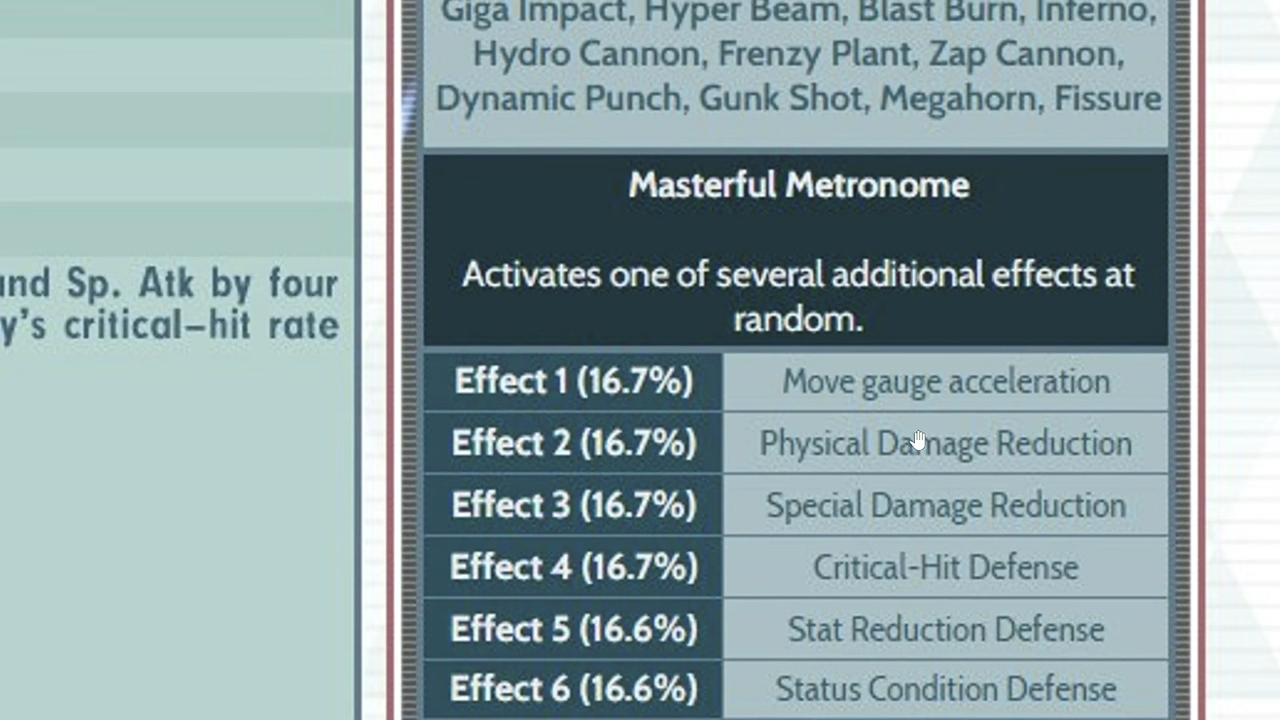 Giga Impact, Hyper Beam, Blast Burn, Inferno,
Hydro Cannon, Frenzy Plant, Zap Cannon,
Dynamic Punch, Gunk Shot, Megahorn, Fissure
Masterful Metronome
Activates one of several additional effects at
random.
and Sp. Atk by four
y's critical-hit rate
Effect 1 (16.7%) Move gauge acceleration
Effect 2 (16.7%) Physical Damage Reduction
Effect 3 (16.7%) Special Damage Reduction
Effect 4 (16.7%) Critical-Hit Defense
Effect 5 (16.6%) Stat Reduction Defense
Effect 6 (16.6%) Status Condition Defense